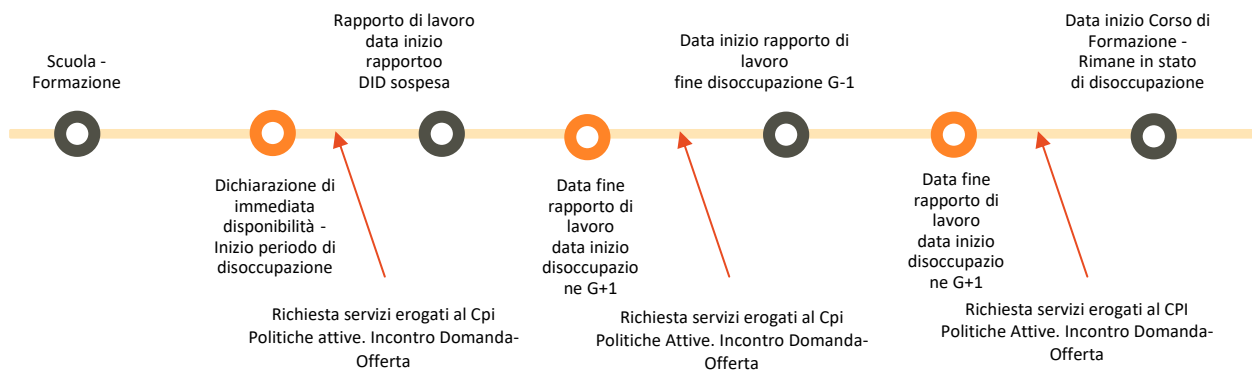 Scuola -
Formazione
Dichiarazione di
immediata
disponibilità -
Inizio periodo di
disoccupazione
Richiesta servizi erogati al Cpi
Politiche attive. Incontro Domanda-
Offerta
Rapporto di lavoro
data inizio
rapportoo
DID sospesa
Data fine
rapporto di
lavoro
data inizio
disoccupazio
ne G+1
Richiesta servizi erogati al Cpi
Politiche Attive. Incontro Domanda-
Offerta
Data inizio rapporto di
lavoro
fine disoccupazione G-1
Data fine
rapporto di
lavoro
data inizio
disoccupazio
ne G+1
Richiesta servizi erogati al CPI
Politiche Attive. Incontro Domanda-
Offerta
Data inizio Corso di
Formazione -
Rimane in stato
di disoccupazione